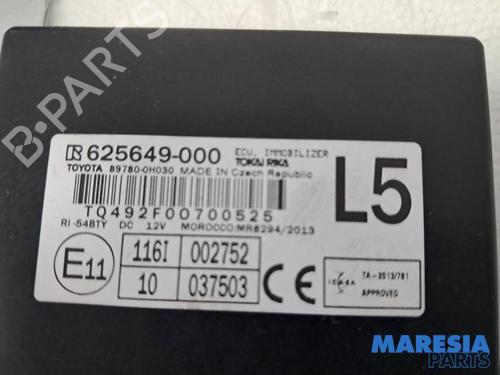 B-PARTS
625649-000 ECU, IMMOBILIZER
TOKAI RIKA
TOYOTA 89780-0H030 MADE IN Czech Republic
L5
TQ492F00700525
RI-54BTY DC 12V MOROCCO:MR8294/2013
E11
116I 002752
10 037503
CE
ICASA
TA-2013/781
APPROVED
MARESIA
PARTS